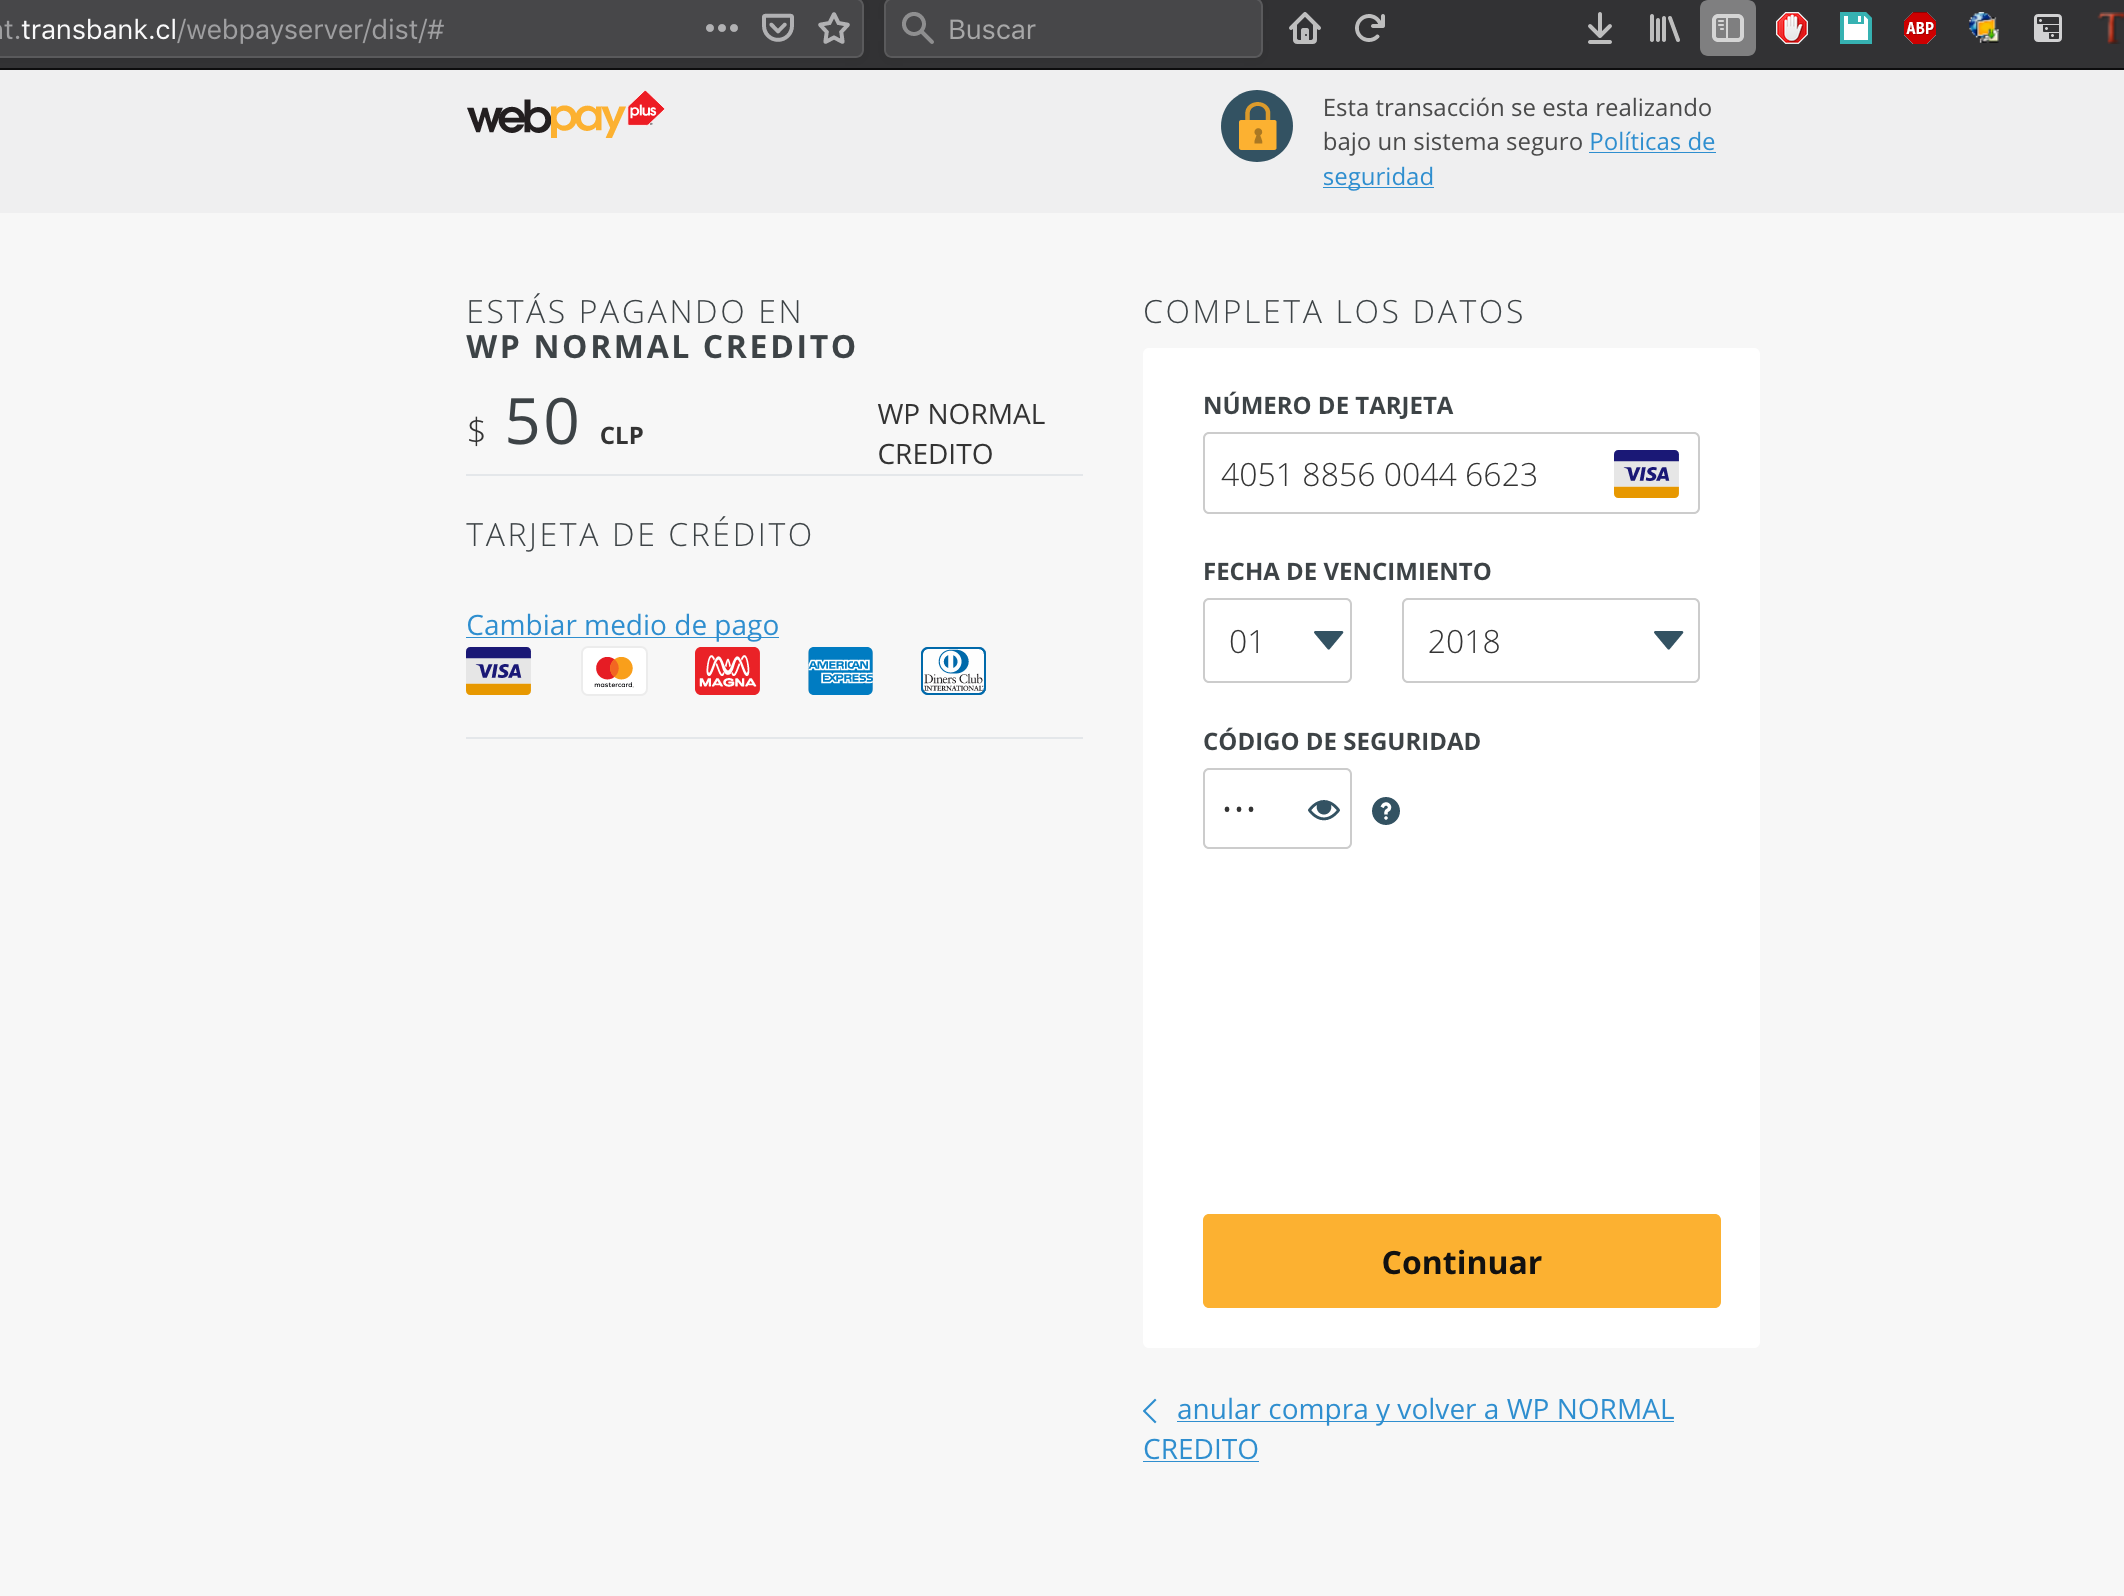 t.transbank.cl/webpayserver/dist/#
Buscar
ABP
webpay plus
Esta transacción se esta realizando
bajo un sistema seguro Políticas de
seguridad
ESTÁS PAGANDO EN
WP NORMAL CREDITO
$ 50 CLP
WP NORMAL
CREDITO
TARJETA DE CRÉDITO
Cambiar medio de pago
VISA
mastercard
MAGNA
AMERICAN
EXPRESS
Diners Club
INTERNATIONAL
COMPLETA LOS DATOS
NÚMERO DE TARJETA
4051 8856 0044 6623
VISA
FECHA DE VENCIMIENTO
01
2018
CÓDIGO DE SEGURIDAD
•••
?
Continuar
anular compra y volver a WP NORMAL
CREDITO